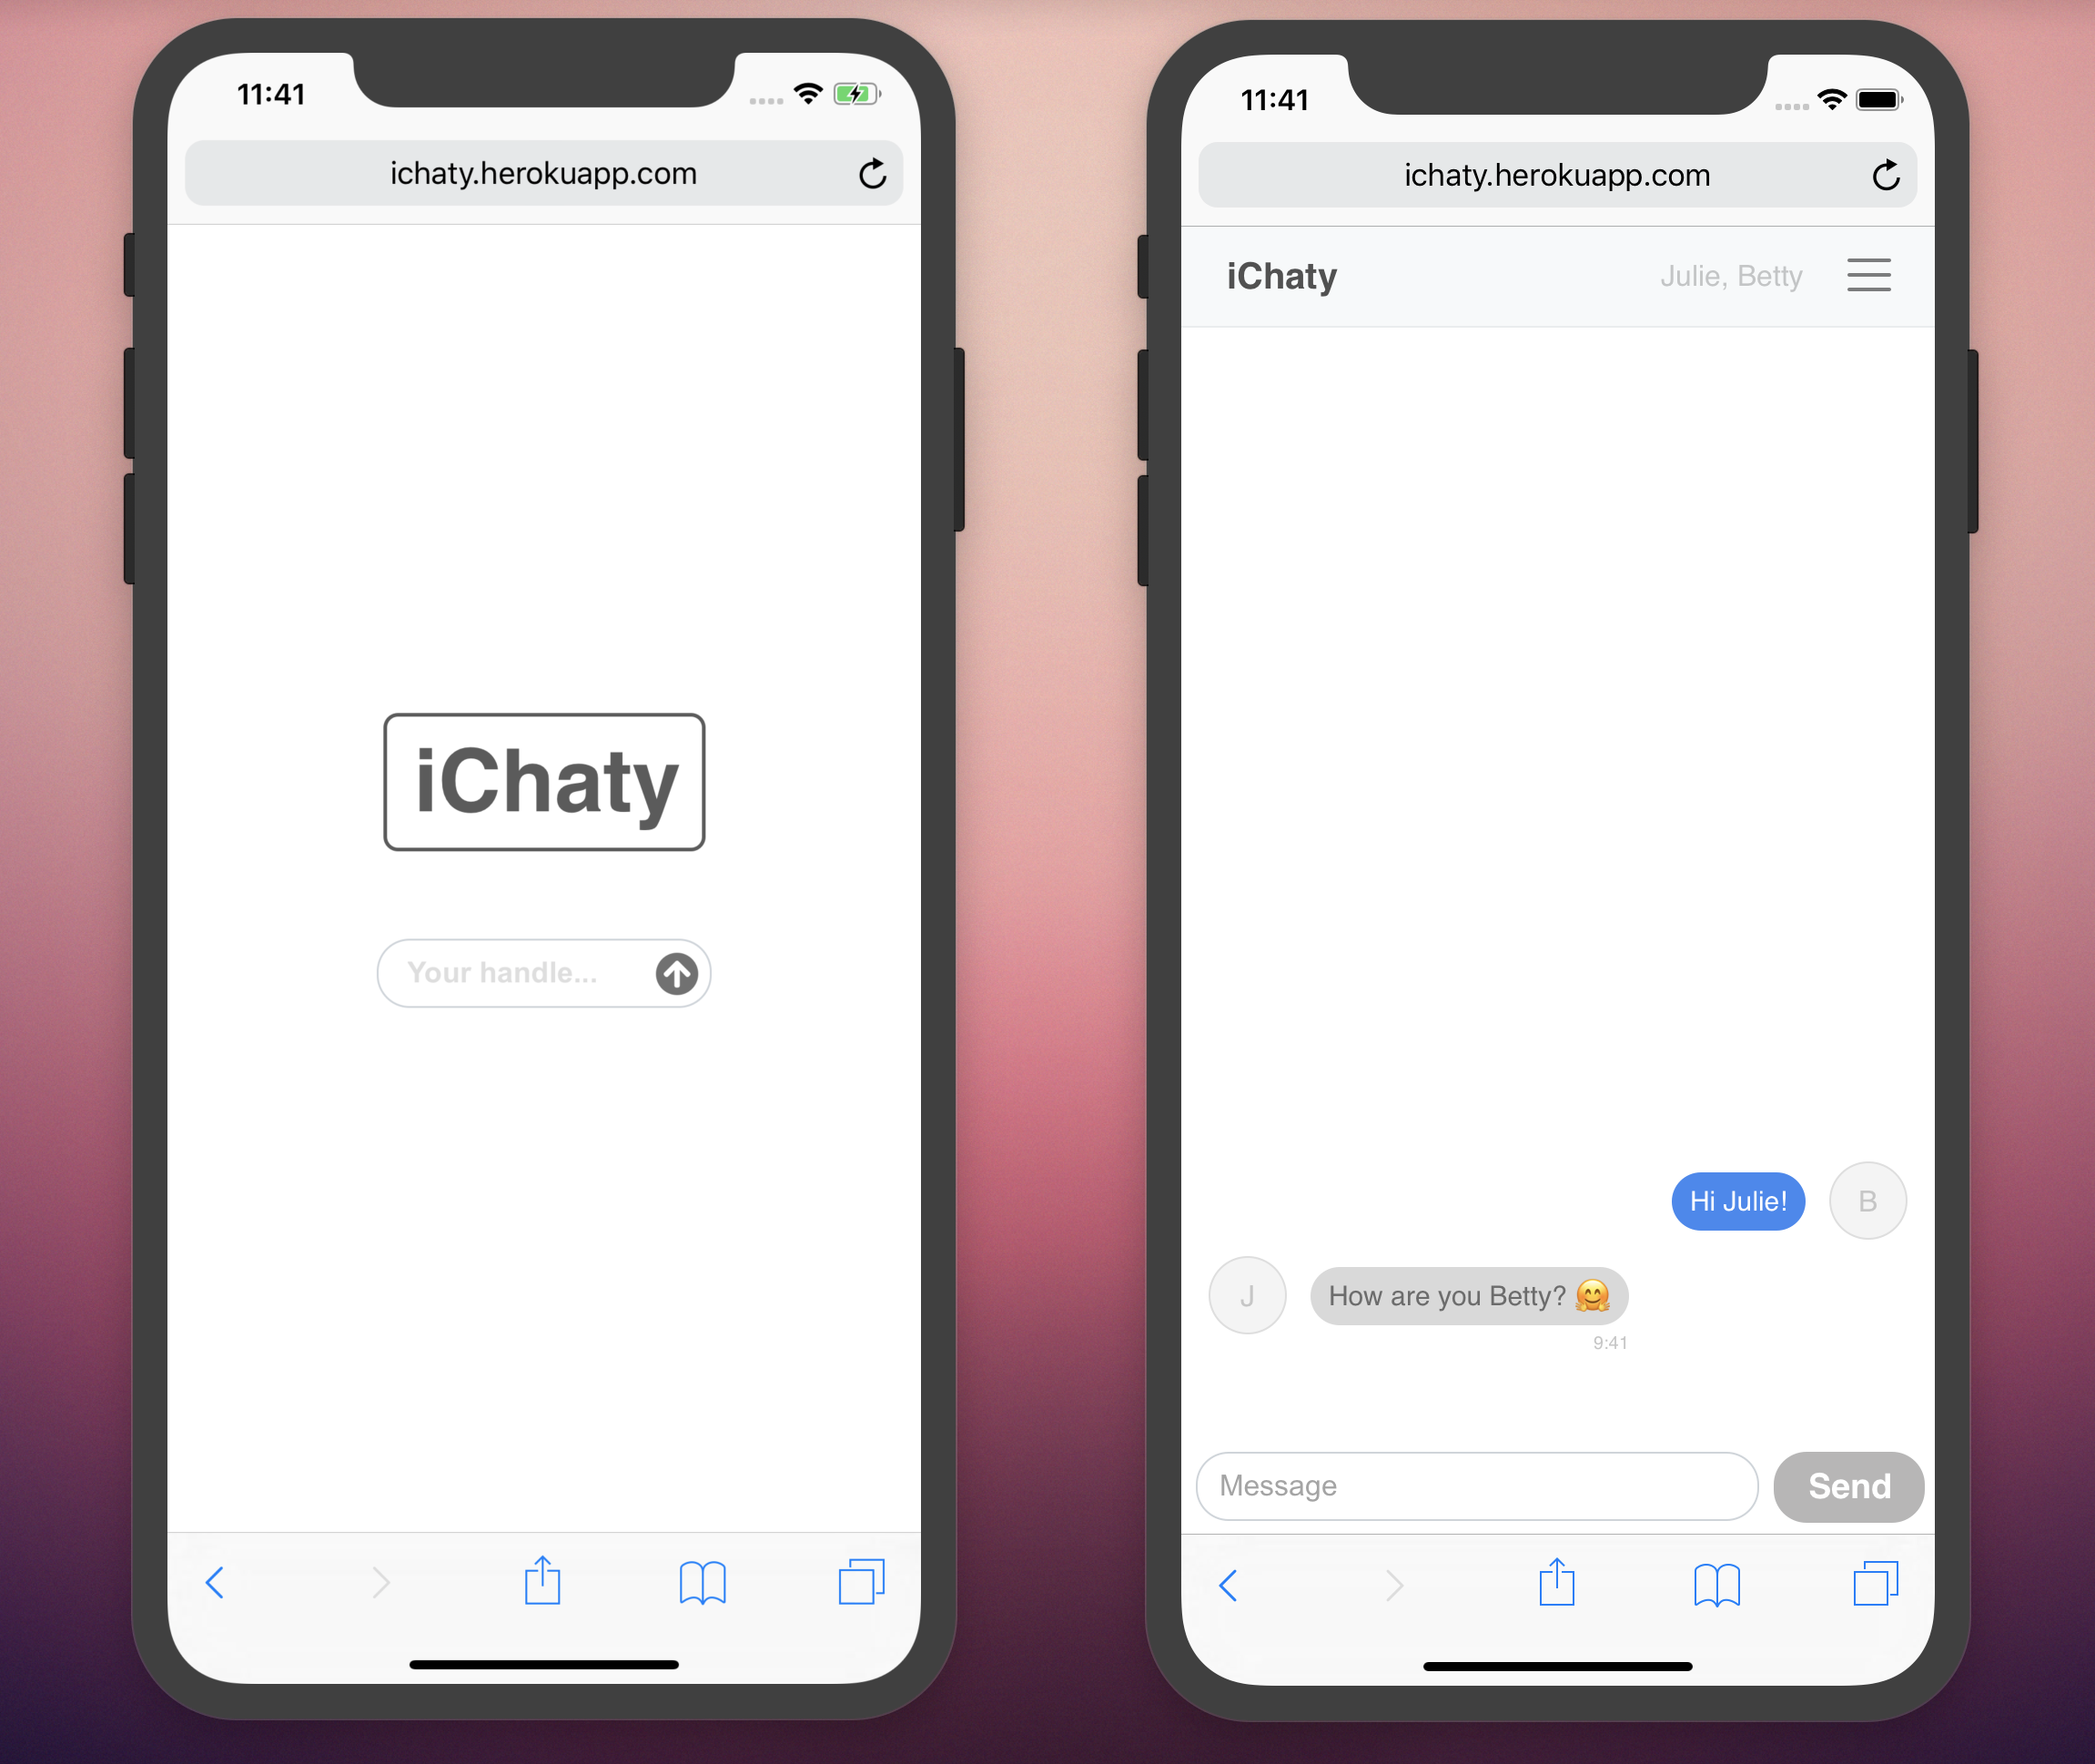 11:41
ichaty.herokuapp.com
iChaty
Your handle...
11:41
ichaty.herokuapp.com
iChaty
Julie, Betty
Hi Julie!
B
J
How are you Betty? 🤗
9:41
Message
Send